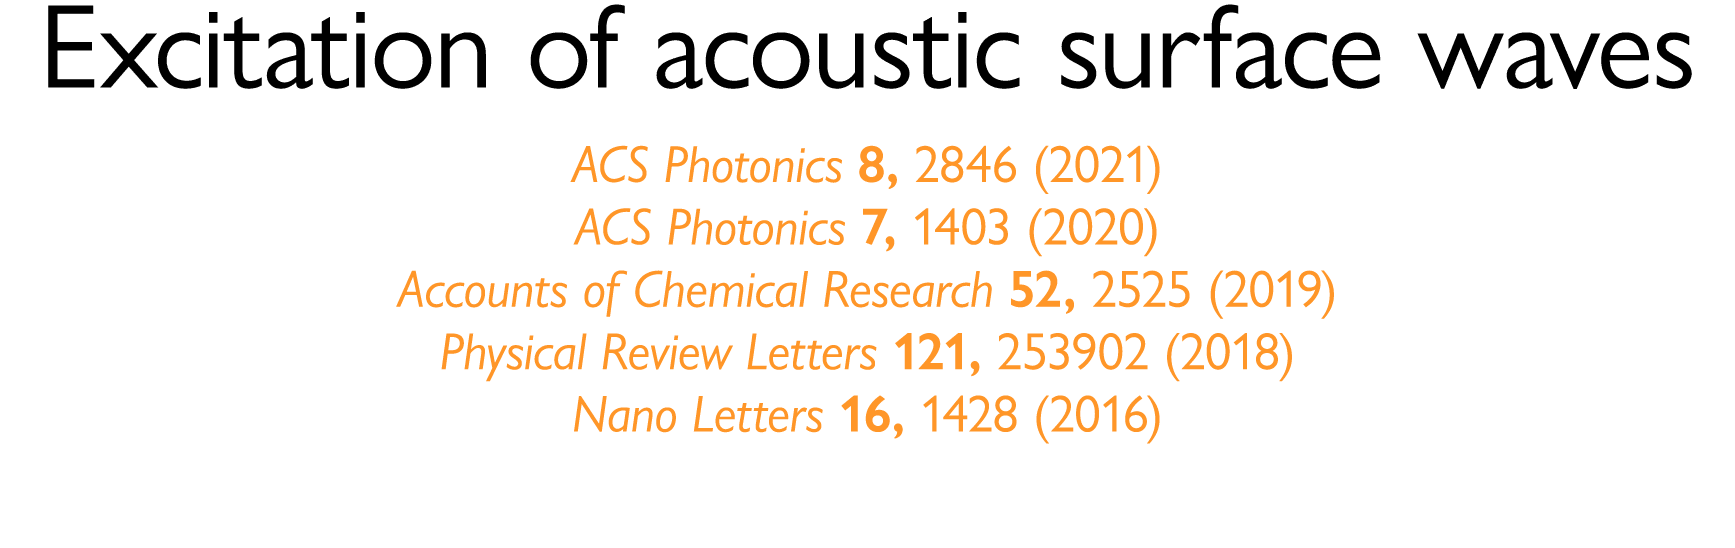 Excitation of acoustic surface waves
ACS Photonics 8, 2846 (2021)
ACS Photonics 7, 1403 (2020)
Accounts of Chemical Research 52, 2525 (2019)
Physical Review Letters 121, 253902 (2018)
Nano Letters 16, 1428 (2016)